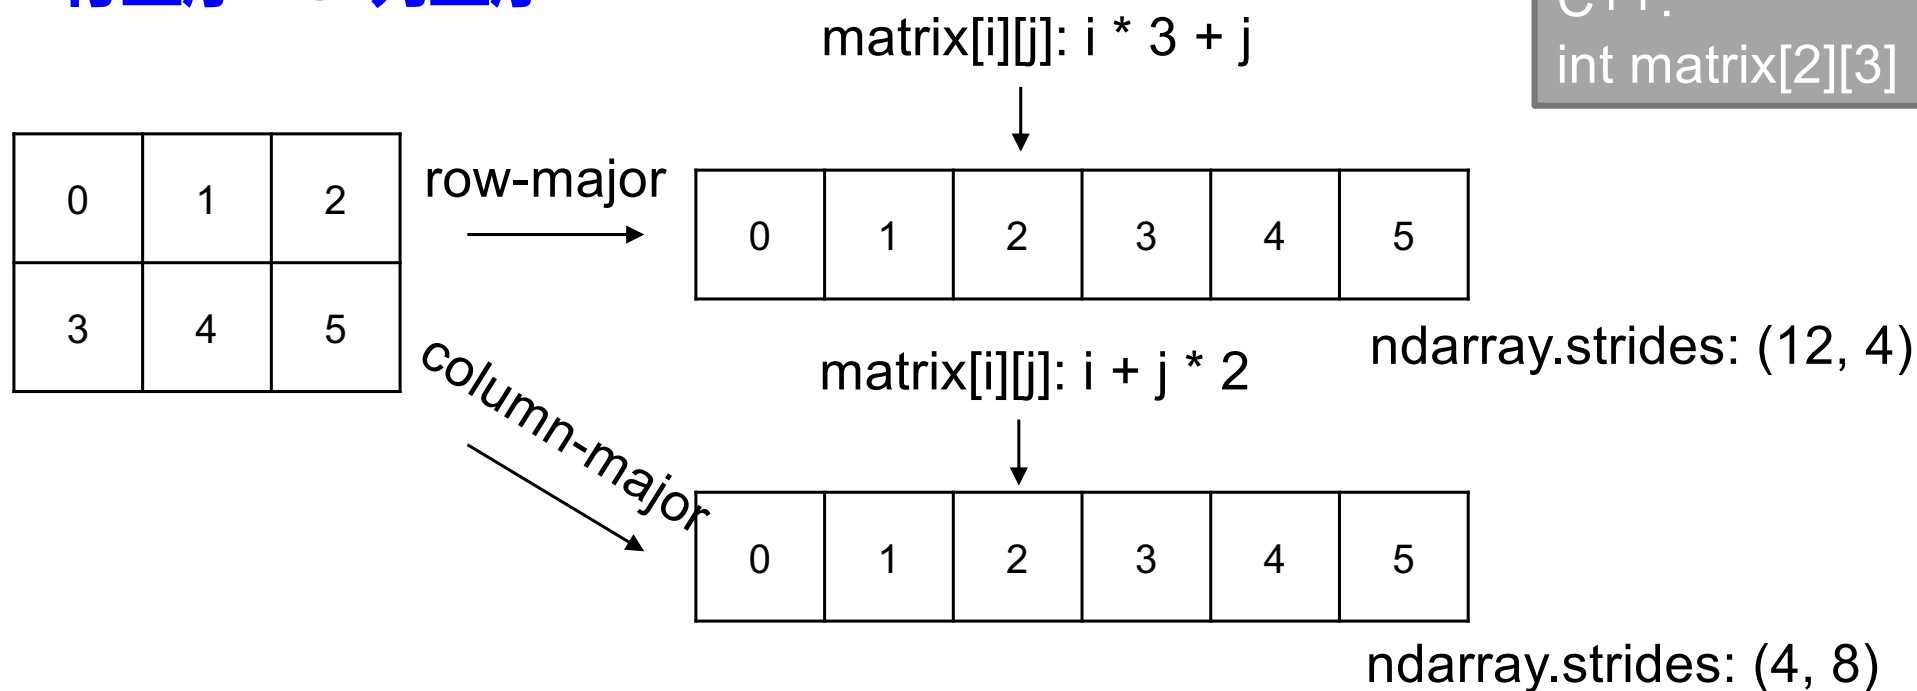 matrix[i][j]: i * 3 + j
C++:
int matrix[2][3]
0 1 2
3 4 5
row-major
0 1 2 3 4 5
ndarray.strides: (12, 4)
column-major
matrix[i][j]: i + j * 2
0 1 2 3 4 5
ndarray.strides: (4, 8)